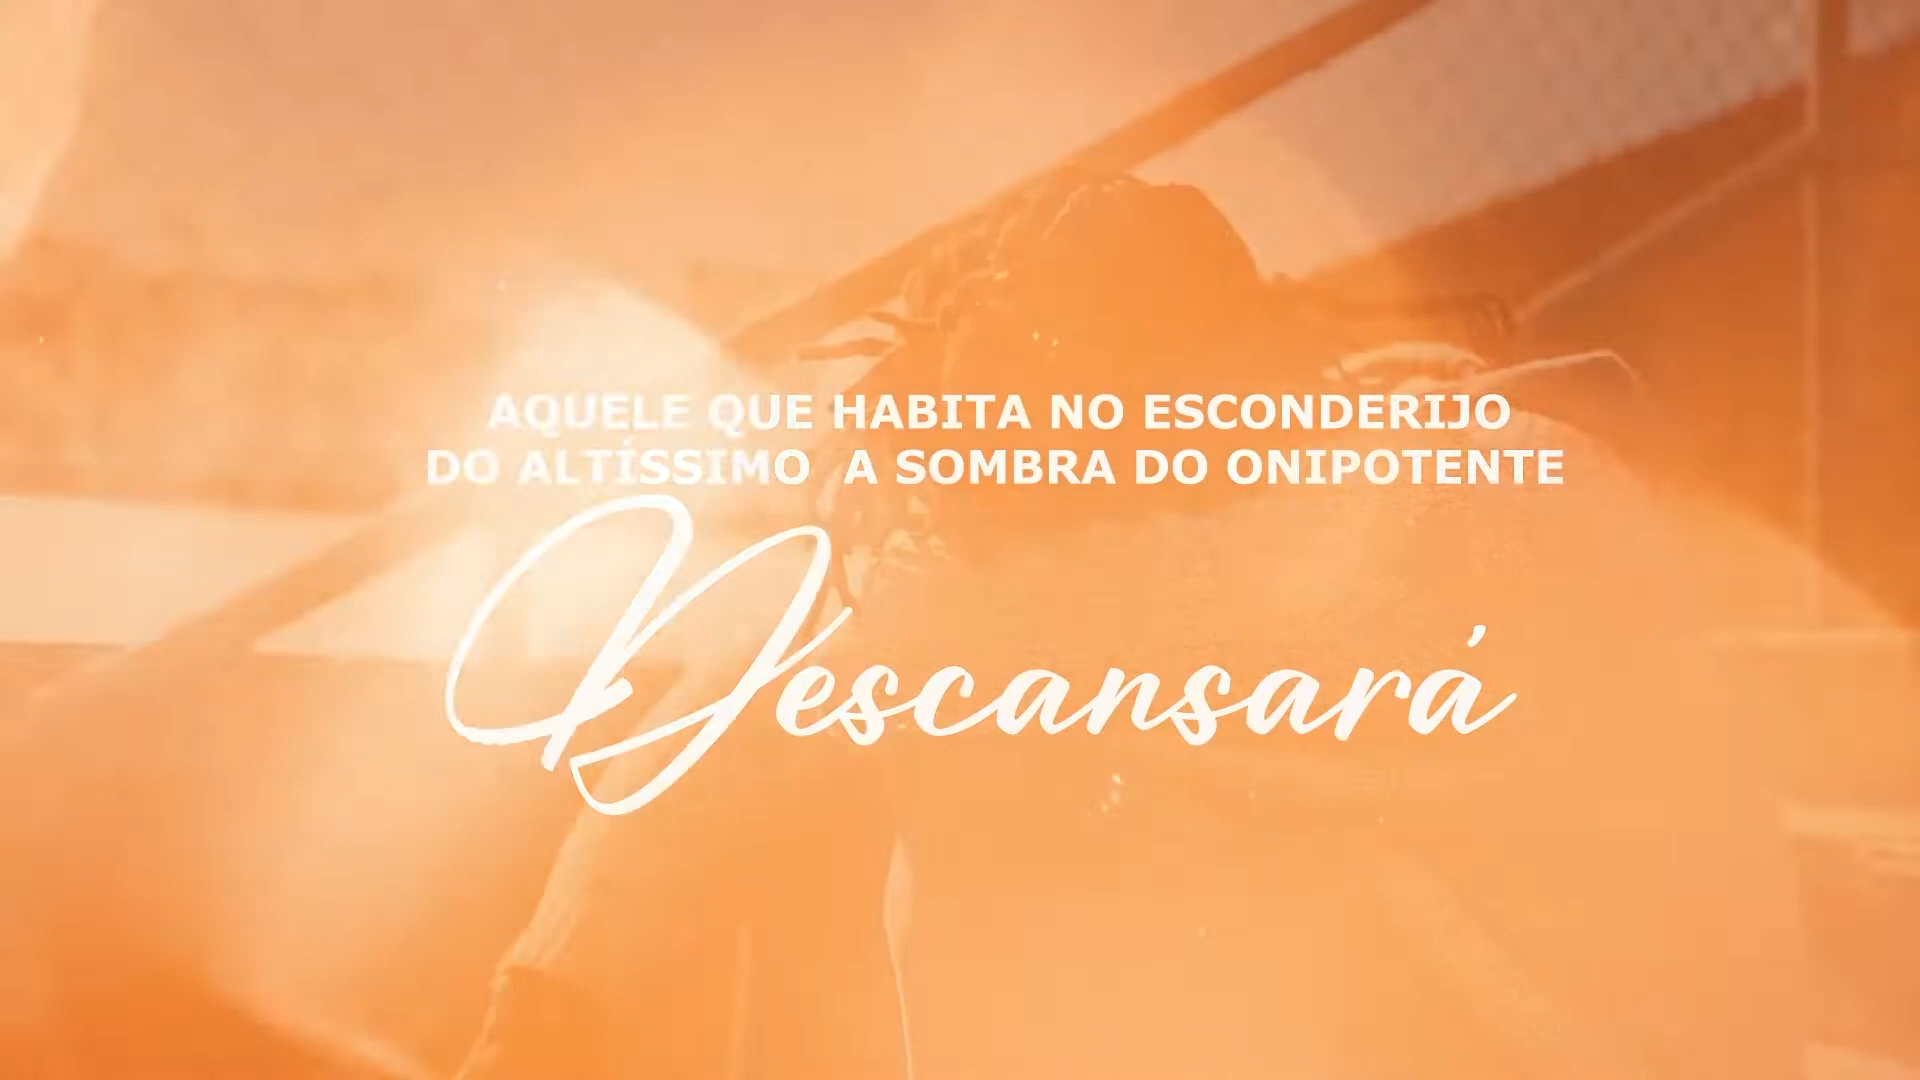 AQUELE QUE HABITA NO ESCONDERIJO
DO ALTÍSSIMO A SOMBRA DO ONIPOTENTE
Descansará